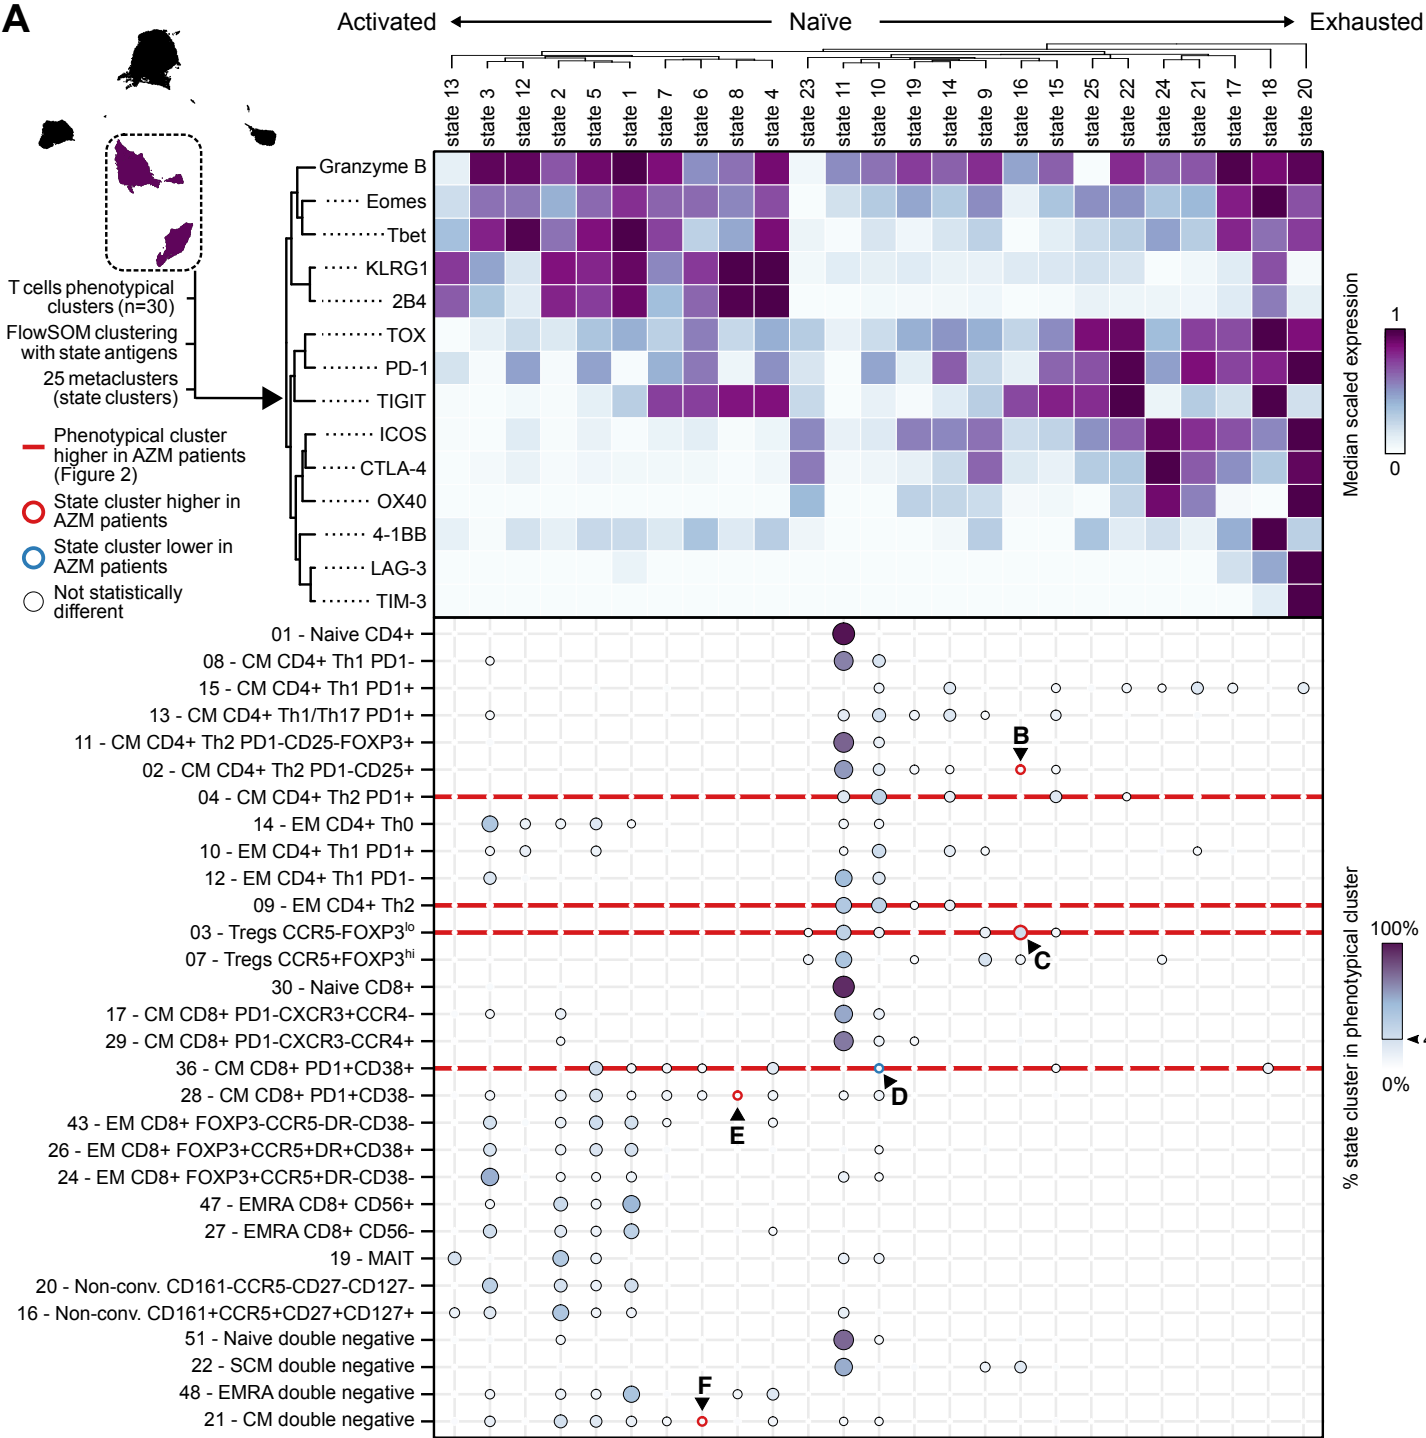 A
Activated
Naïve
Exhausted
state 13
state 3
state 12
state 2
state 5
state 1
state 7
state 6
state 8
state 4
state 23
state 11
state 10
state 19
state 14
state 9
state 16
state 15
state 25
state 22
state 24
state 21
state 17
state 18
state 20
Granzyme B
Eomes
Tbet
KLRG1
2B4
TOX
PD-1
TIGIT
ICOS
CTLA-4
OX40
4-1BB
LAG-3
TIM-3
T cells phenotypical
clusters (n=30)
FlowSOM clustering
with state antigens
25 metaclusters
(state clusters)
Phenotypical cluster
higher in AZM patients
(Figure 2)
State cluster higher in
AZM patients
State cluster lower in
AZM patients
Not statistically
different
Median scaled expression
1
0
01 - Naive CD4+
08 - CM CD4+ Th1 PD1-
15 - CM CD4+ Th1 PD1+
13 - CM CD4+ Th1/Th17 PD1+
11 - CM CD4+ Th2 PD1-CD25-FOXP3+
02 - CM CD4+ Th2 PD1-CD25+
04 - CM CD4+ Th2 PD1+
14 - EM CD4+ Th0
10 - EM CD4+ Th1 PD1+
12 - EM CD4+ Th1 PD1-
09 - EM CD4+ Th2
03 - Tregs CCR5-FOXP3lo
07 - Tregs CCR5+FOXP3hi
30 - Naive CD8+
17 - CM CD8+ PD1-CXCR3+CCR4-
29 - CM CD8+ PD1-CXCR3-CCR4+
36 - CM CD8+ PD1+CD38+
28 - CM CD8+ PD1+CD38-
43 - EM CD8+ FOXP3-CCR5-DR-CD38-
26 - EM CD8+ FOXP3+CCR5+DR+CD38+
24 - EM CD8+ FOXP3+CCR5+DR-CD38-
47 - EMRA CD8+ CD56+
27 - EMRA CD8+ CD56-
19 - MAIT
20 - Non-conv. CD161-CCR5-CD27-CD127-
16 - Non-conv. CD161+CCR5+CD27+CD127+
51 - Naive double negative
22 - SCM double negative
48 - EMRA double negative
21 - CM double negative
B
C
D
E
F
% state cluster in phenotypical cluster
100%
0%